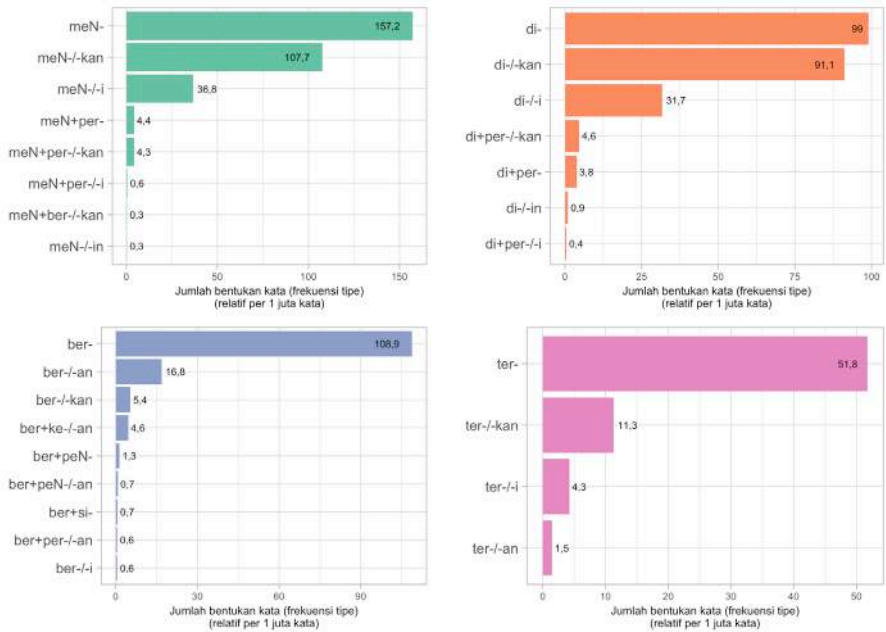 meN-
157,2
meN-/-kan
107,7
meN-/-i
36,8
meN+per-
4,4
meN+per-/-kan
4,3
meN+per-/-i
0,6
meN+ber-/-kan
0,3
meN-/-in
0,3
0
50
100
150
Jumlah bentukan kata (frekuensi tipe)
(relatif per 1 juta kata)
di-
99
di-/-kan
91,1
di-/-i
31,7
di+per-/-kan
4,6
di+per-
3,8
di-/-in
0,9
di+per-/-i
0,4
0
25
50
75
100
Jumlah bentukan kata (frekuensi tipe)
(relatif per 1 juta kata)
ber-
108,9
ber-/-an
16,8
ber-/-kan
5,4
ber+ke-/-an
4,6
ber+peN-
1,3
ber+peN-/-an
0,7
ber+si-
0,7
ber+per-/-an
0,6
ber-/-i
0,6
0
30
60
90
Jumlah bentukan kata (frekuensi tipe)
(relatif per 1 juta kata)
ter-
51,8
ter-/-kan
11,3
ter-/-i
4,3
ter-/-an
1,5
0
10
20
30
40
50
Jumlah bentukan kata (frekuensi tipe)
(relatif per 1 juta kata)